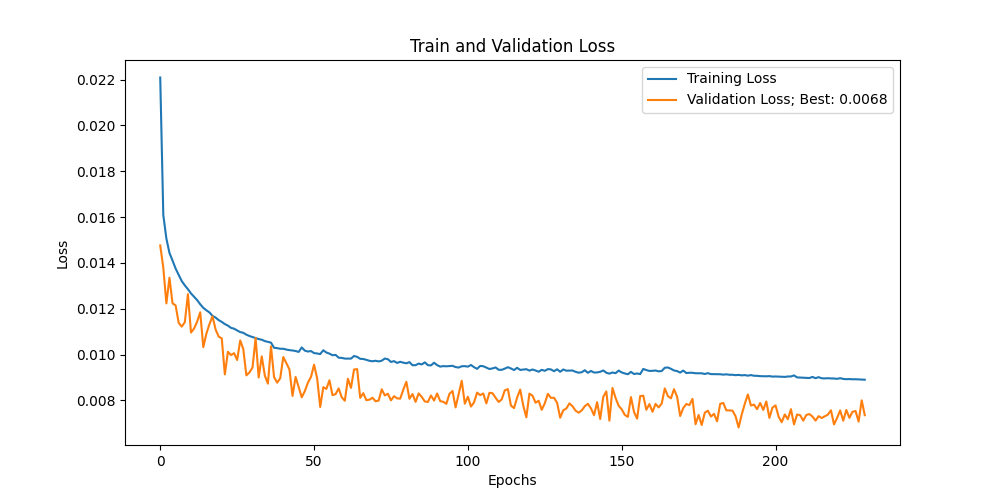 Train and Validation Loss
Training Loss
Validation Loss; Best: 0.0068
0.022
0.020
0.018
0.016
0.014
0.012
0.010
0.008
Loss
0
50
100
150
200
Epochs